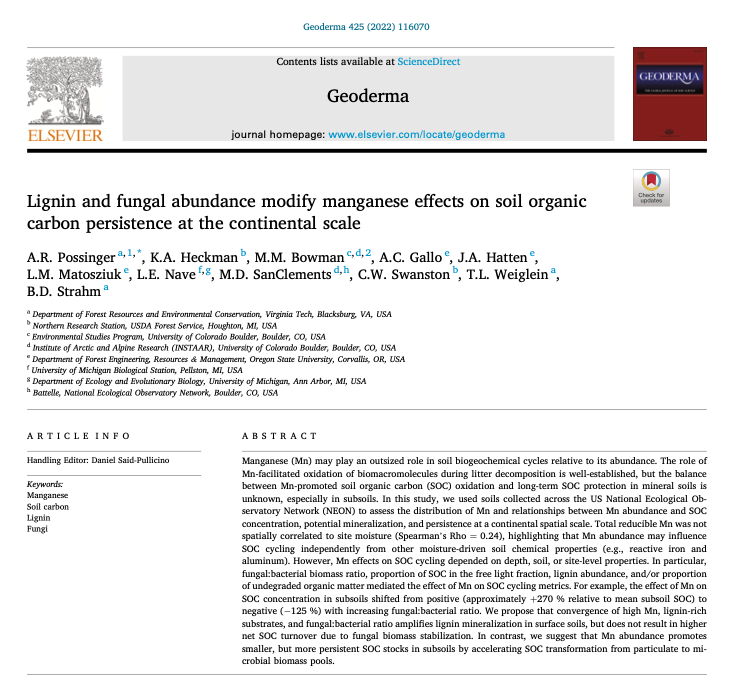 Geoderma 425 (2022) 116070
Contents lists available at ScienceDirect
Geoderma
journal homepage: www.elsevier.com/locate/geoderma
ELSEVIER
GEODERMA
Check for
updates
Lignin and fungal abundance modify manganese effects on soil organic
carbon persistence at the continental scale
A.R. Possinger a,1,*, K.A. Heckman b, M.M. Bowman c,d,2, A.C. Gallo e, J.A. Hatten e,
L.M. Matosziuk e, L.E. Nave f,g, M.D. SanClements d,h, C.W. Swanston b, T.L. Weiglein a,
B.D. Strahm a
a Department of Forest Resources and Environmental Conservation, Virginia Tech, Blacksburg, VA, USA
b Northern Research Station, USDA Forest Service, Houghton, MI, USA
c Environmental Studies Program, University of Colorado Boulder, Boulder, CO, USA
d Institute of Arctic and Alpine Research (INSTAAR), University of Colorado Boulder, Boulder, CO, USA
e Department of Forest Engineering, Resources & Management, Oregon State University, Corvallis, OR, USA
f University of Michigan Biological Station, Pellston, MI, USA
g Department of Ecology and Evolutionary Biology, University of Michigan, Ann Arbor, MI, USA
h Battelle, National Ecological Observatory Network, Boulder, CO, USA
ARTICLE INFO
Handling Editor: Daniel Said-Pullicino
Keywords:
Manganese
Soil carbon
Lignin
Fungi
ABSTRACT
Manganese (Mn) may play an outsized role in soil biogeochemical cycles relative to its abundance. The role of
Mn-facilitated oxidation of biomacromolecules during litter decomposition is well-established, but the balance
between Mn-promoted soil organic carbon (SOC) oxidation and long-term SOC protection in mineral soils is
unknown, especially in subsoils. In this study, we used soils collected across the US National Ecological Ob-
servatory Network (NEON) to assess the distribution of Mn and relationships between Mn abundance and SOC
concentration, potential mineralization, and persistence at a continental spatial scale. Total reducible Mn was not
spatially correlated to site moisture (Spearman's Rho = 0.24), highlighting that Mn abundance may influence
SOC cycling independently from other moisture-driven soil chemical properties (e.g., reactive iron and
aluminum). However, Mn effects on SOC cycling depended on depth, soil, or site-level properties. In particular,
fungal:bacterial biomass ratio, proportion of SOC in the free light fraction, lignin abundance, and/or proportion
of undegraded organic matter mediated the effect of Mn on SOC cycling metrics. For example, the effect of Mn on
SOC concentration in subsoils shifted from positive (approximately +270 % relative to mean subsoil SOC) to
negative (−125 %) with increasing fungal:bacterial ratio. We propose that convergence of high Mn, lignin-rich
substrates, and fungal:bacterial ratio amplifies lignin mineralization in surface soils, but does not result in higher
net SOC turnover due to fungal biomass stabilization. In contrast, we suggest that Mn abundance promotes
smaller, but more persistent SOC stocks in subsoils by accelerating SOC transformation from particulate to mi-
crobial biomass pools.